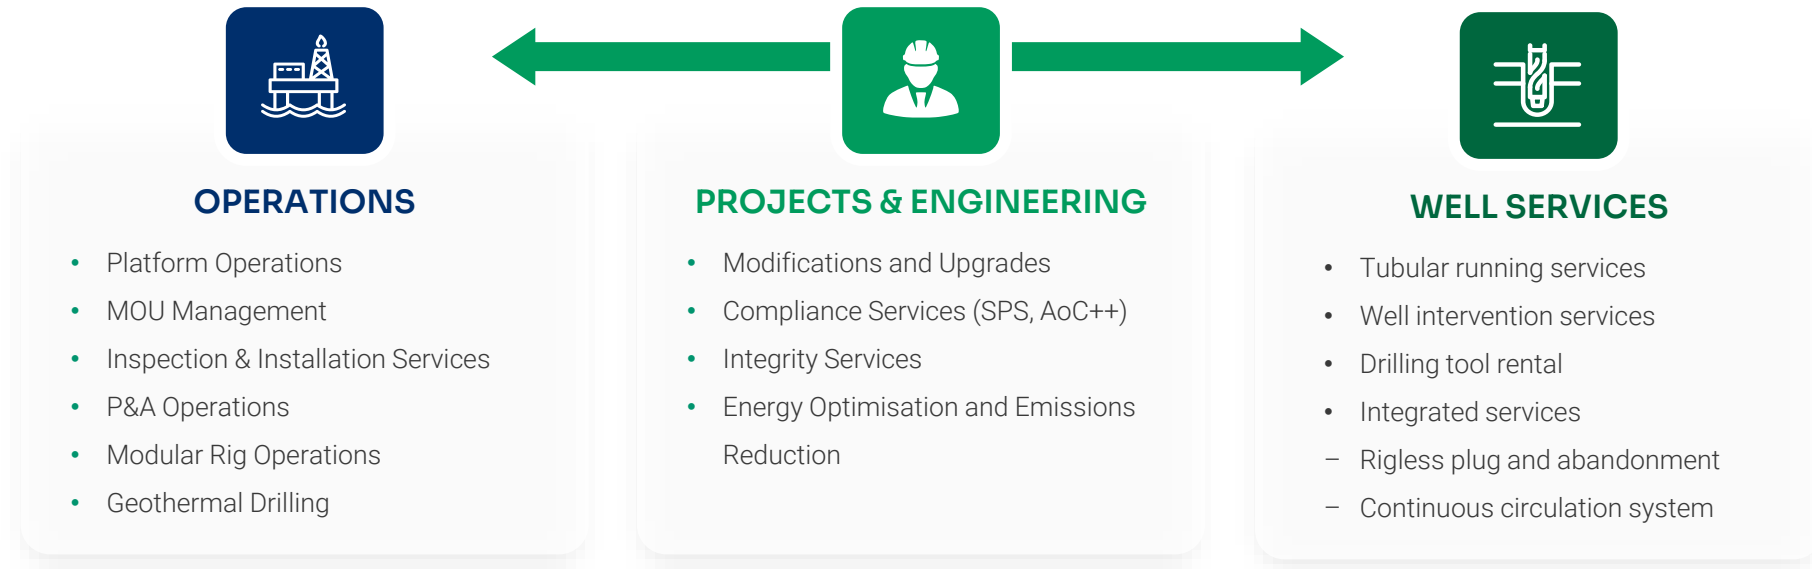 OPERATIONS
• Platform Operations
• MOU Management
• Inspection & Installation Services
• P&A Operations
• Modular Rig Operations
• Geothermal Drilling
PROJECTS & ENGINEERING
• Modifications and Upgrades
• Compliance Services (SPS, AoC++)
• Integrity Services
• Energy Optimisation and Emissions
Reduction
WELL SERVICES
• Tubular running services
• Well intervention services
• Drilling tool rental
• Integrated services
– Rigless plug and abandonment
– Continuous circulation system